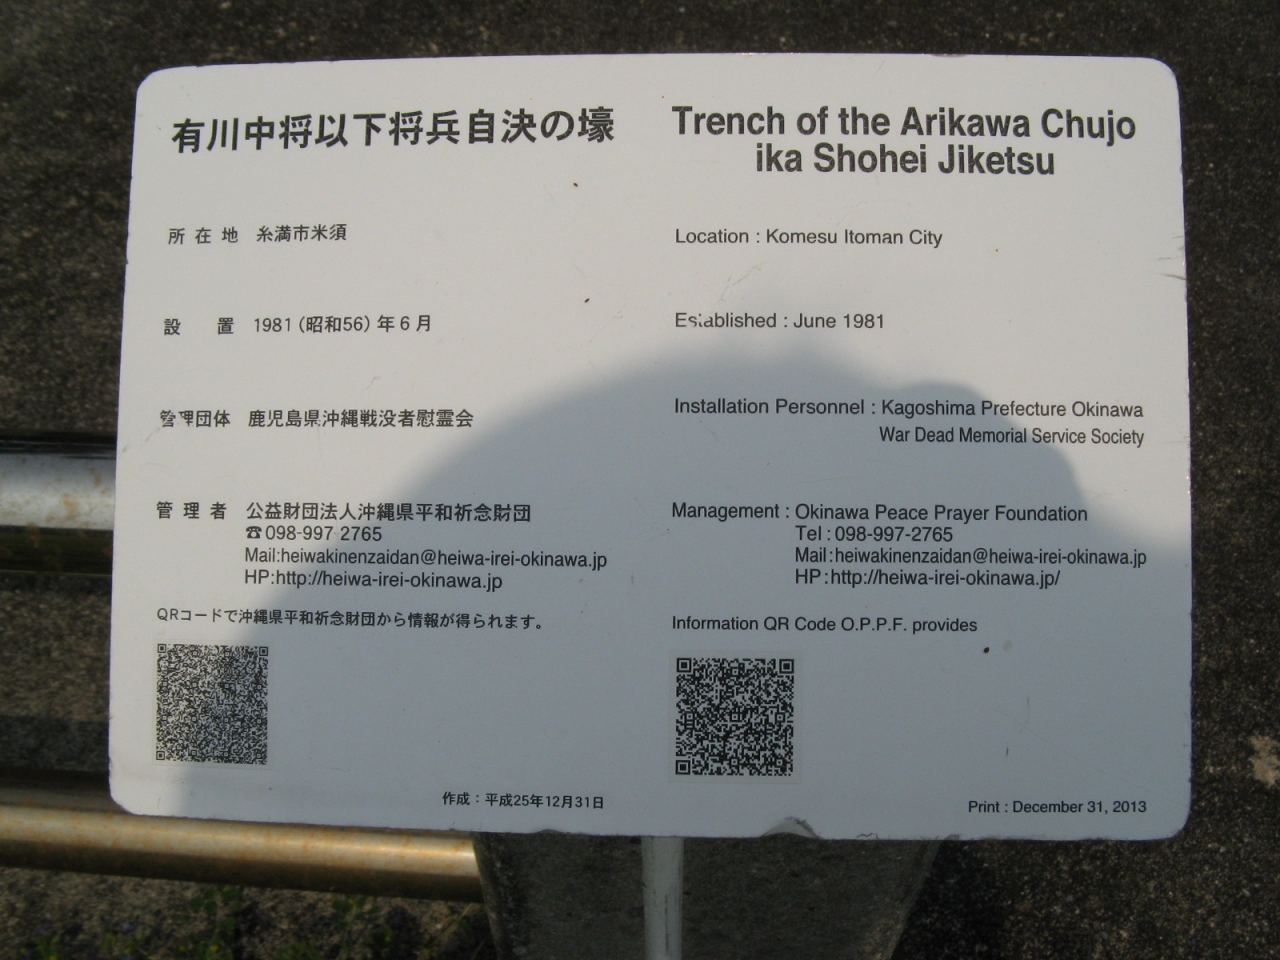 有川中将以下将兵自決の壕
所在地 糸満市米須
設 置 1981(昭和56)年6月
管理団体 鹿児島県沖縄戦没者慰霊会
管理者 公益財団法人沖縄県平和祈念財団
☎098-997 2765
Mail:heiwakinenzaidan@heiwa-irei-okinawa.jp
HP:http://heiwa-irei-okinawa.jp
QRコードで沖縄県平和祈念財団から情報が得られます。
作成:平成25年12月31日
Trench of the Arikawa Chujo
ika Shohei Jiketsu
Location : Komesu Itoman City
Established : June 1981
Installation Personnel : Kagoshima Prefecture Okinawa
War Dead Memorial Service Society
Management : Okinawa Peace Prayer Foundation
Tel : 098-997-2765
Mail : heiwakinenzaidan@heiwa-irei-okinawa.jp
HP : http://heiwa-irei-okinawa.jp/
Information QR Code O.P.P.F. provides
Print : December 31, 2013